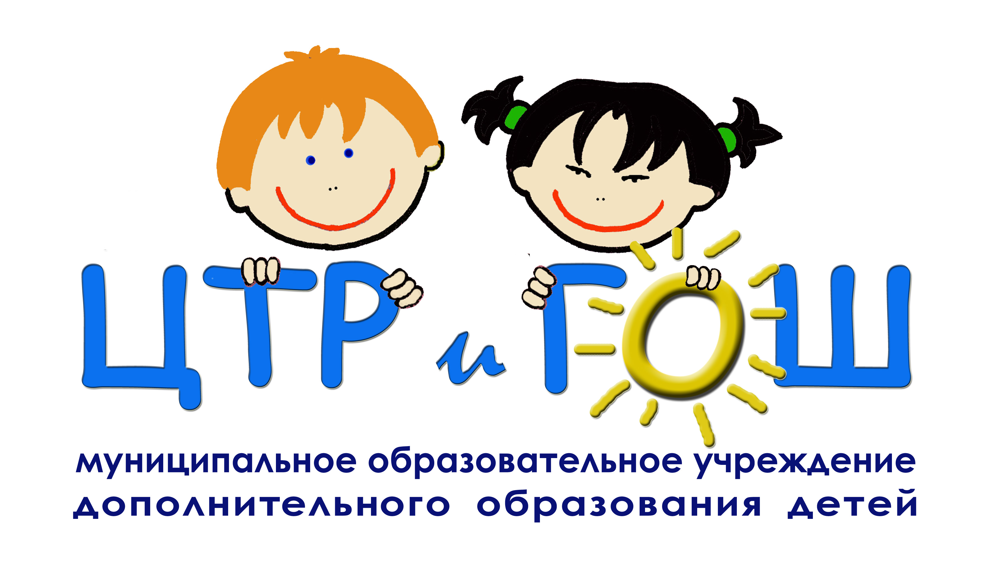 ЦТР и ГОШ
муниципальное образовательное учреждение
дополнительного образования детей